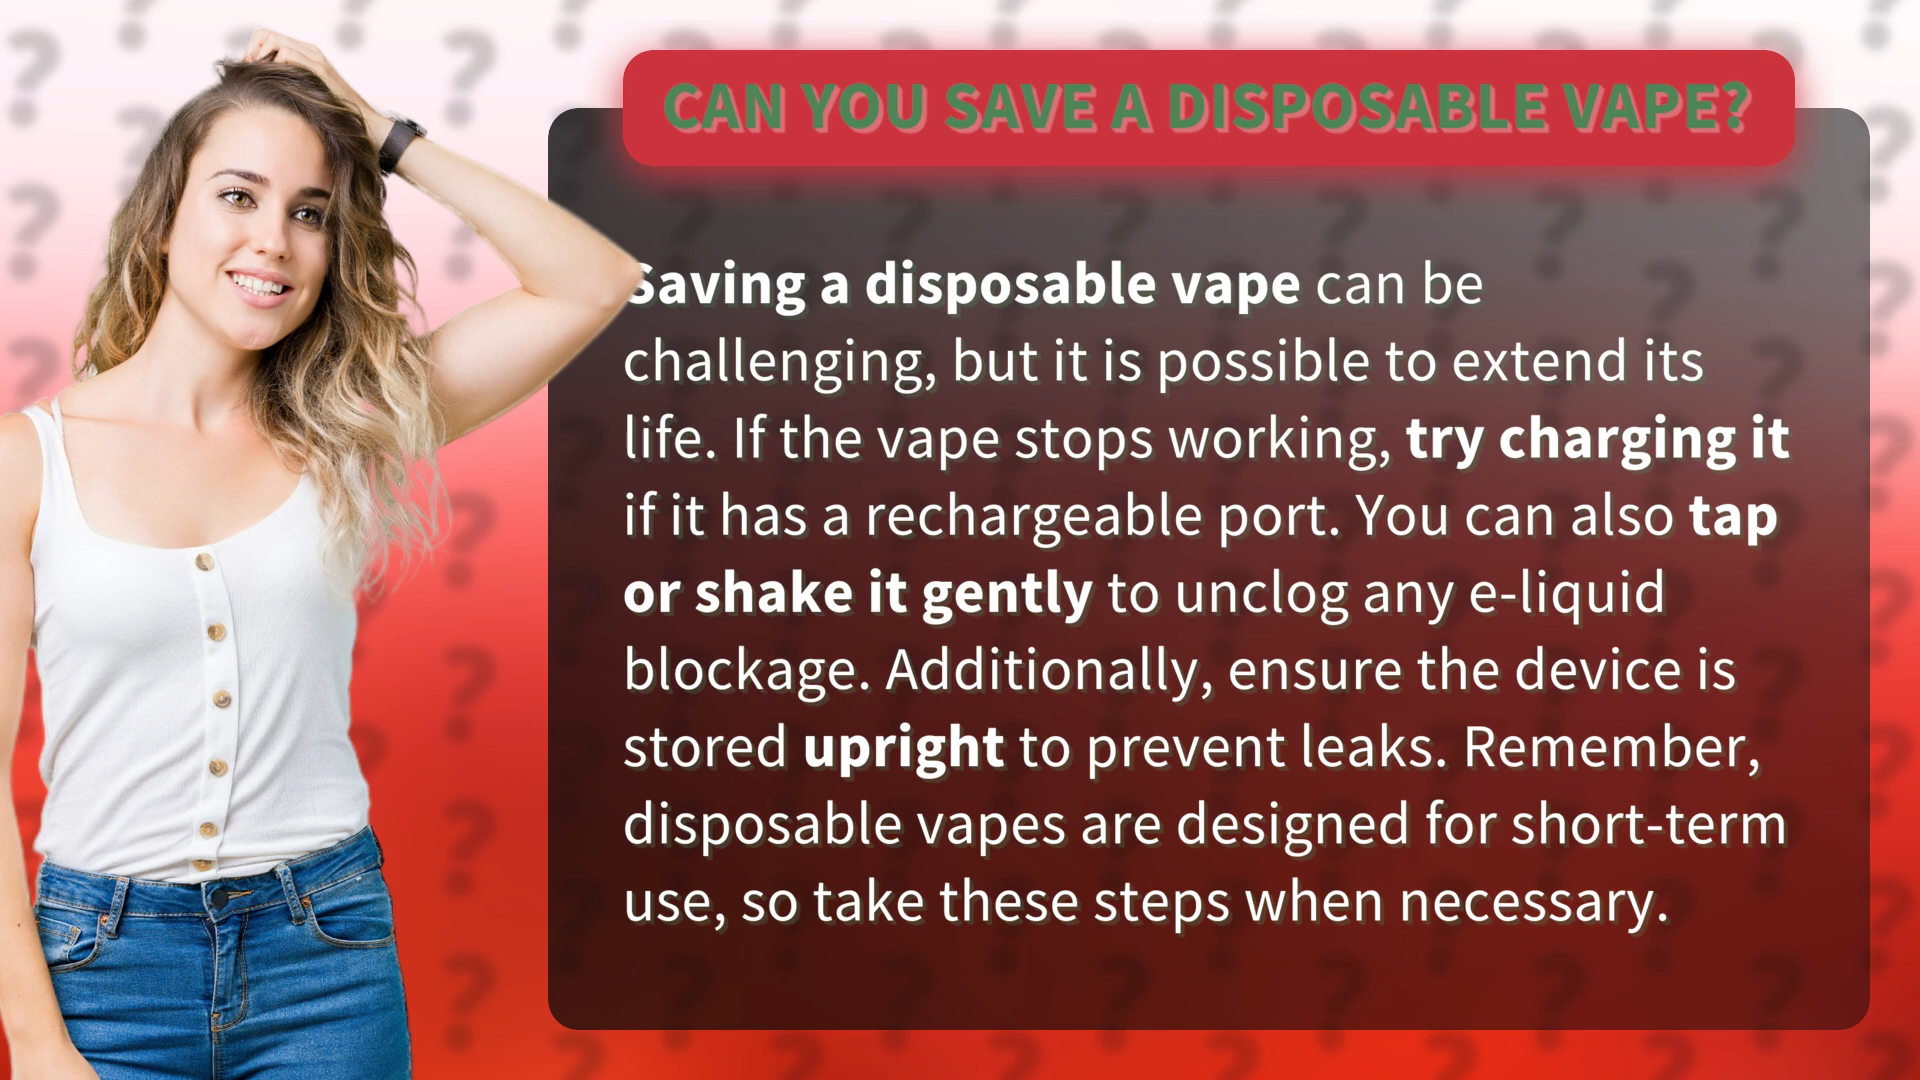 CAN YOU SAVE A DISPOSABLE VAPE?
Saving a disposable vape can be
challenging, but it is possible to extend its
life. If the vape stops working, try charging it
if it has a rechargeable port. You can also tap
or shake it gently to unclog any e-liquid
blockage. Additionally, ensure the device is
stored upright to prevent leaks. Remember,
disposable vapes are designed for short-term
use, so take these steps when necessary.